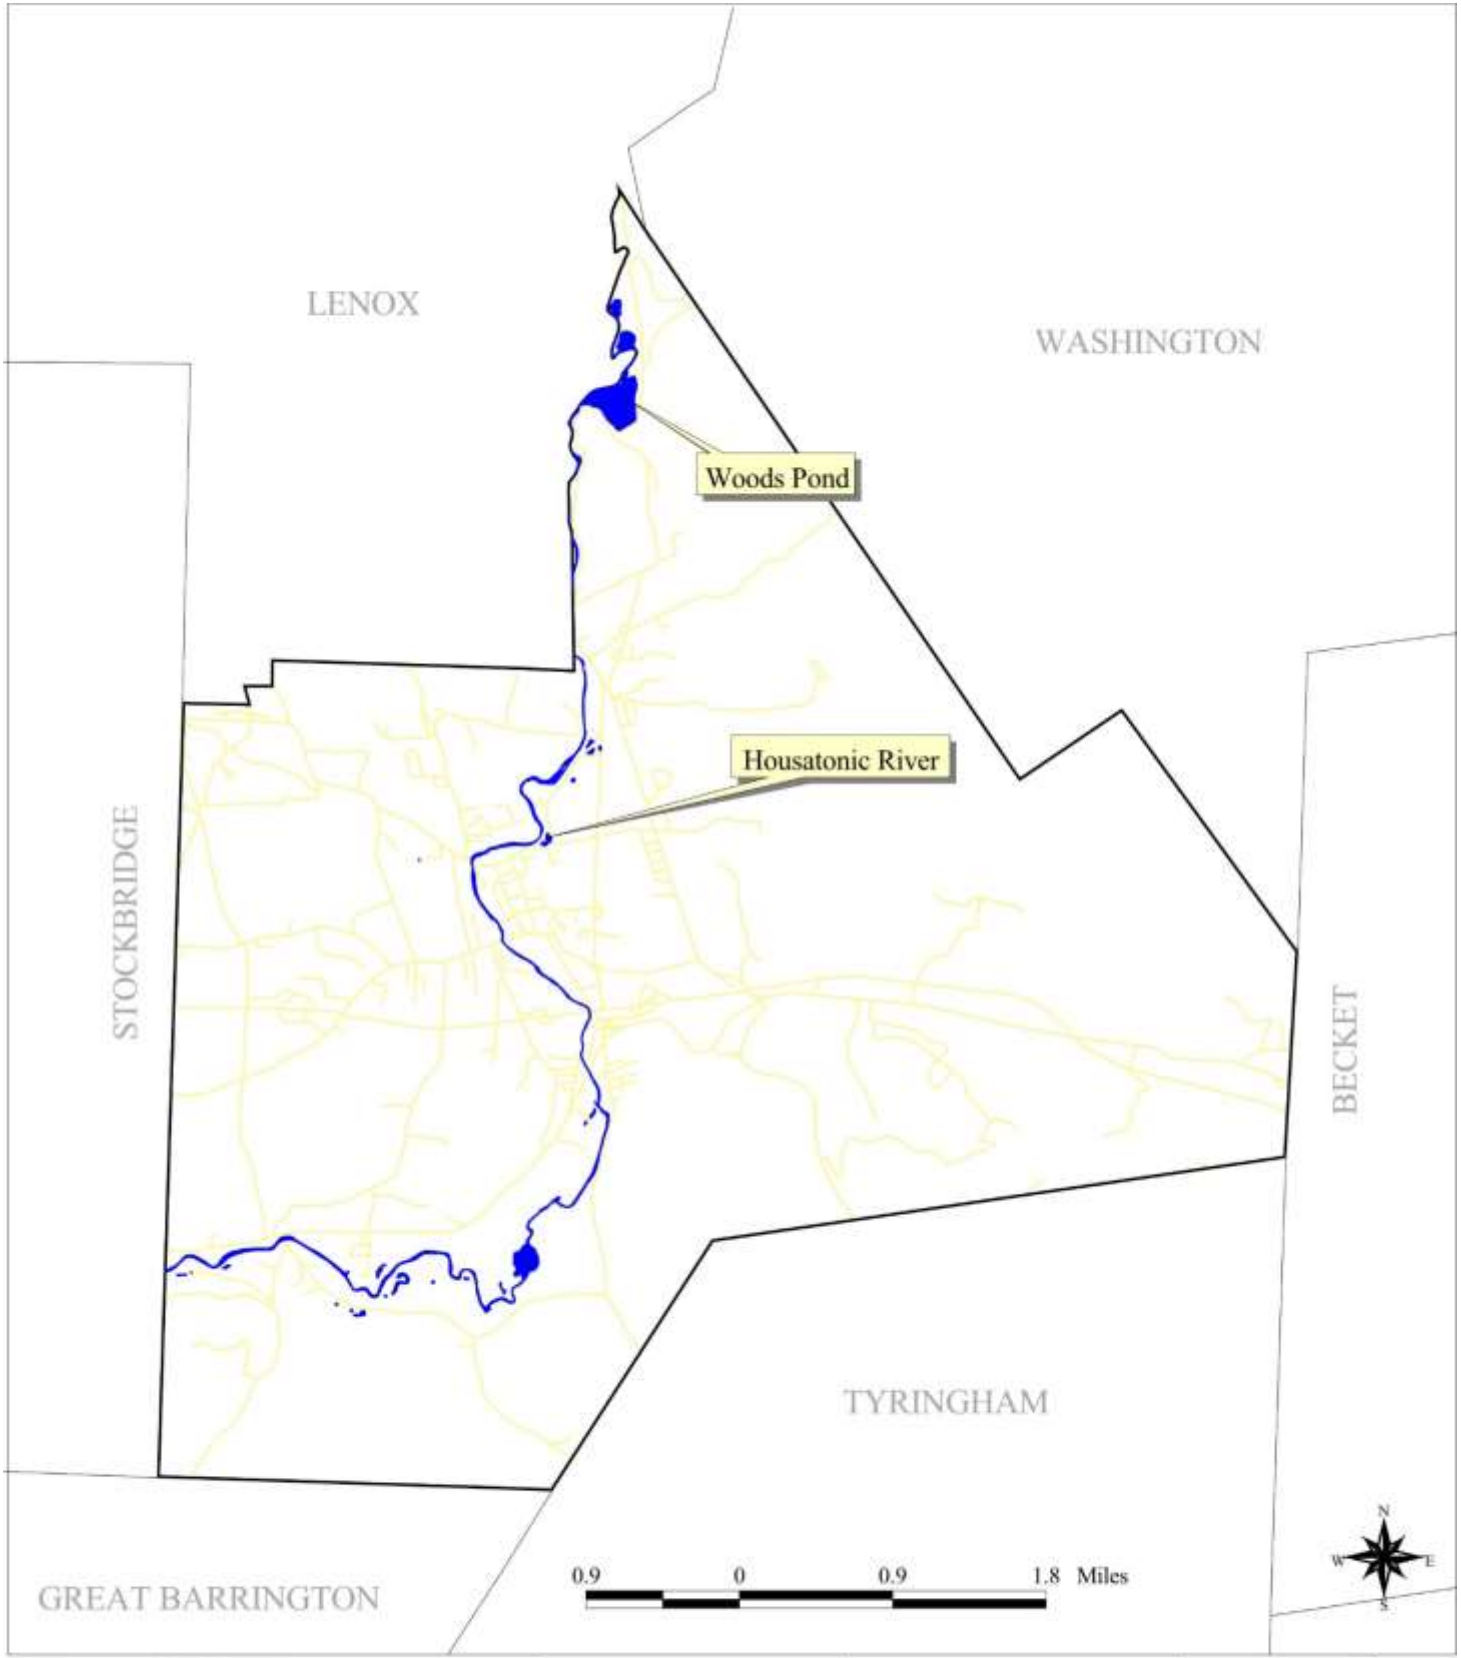 LENOX
WASHINGTON
Woods Pond
Housatonic River
STOCKBRIDGE
BECKET
TYRINGHAM
GREAT BARRINGTON
0.9 0 0.9 1.8 Miles
N
W E
S